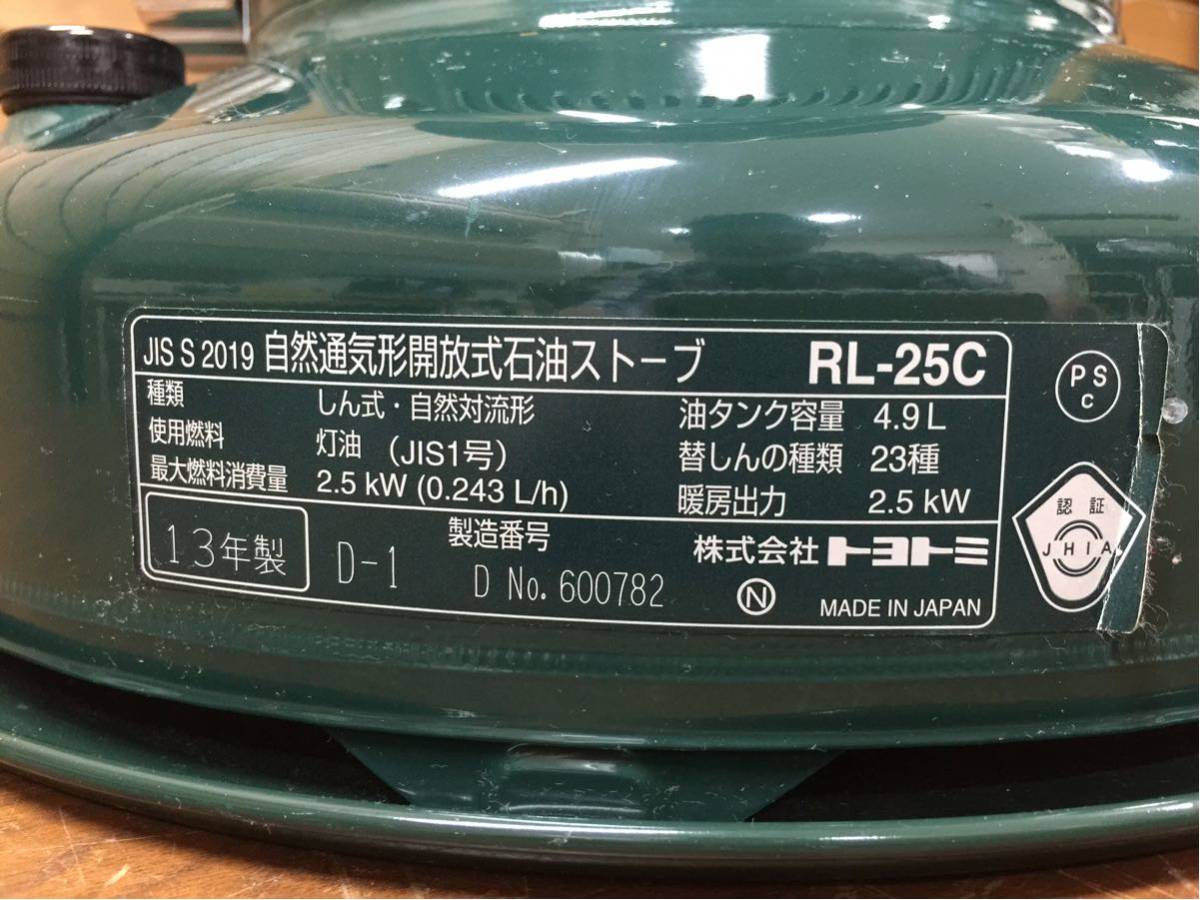 JIS S 2019 自然通気形開放式石油ストーブ RL-25C
種類 しん式・自然対流形
使用燃料 灯油 (JIS1号)
最大燃料消費量 2.5 kW (0.243 L/h)
油タンク容量 4.9 L
替しんの種類 23種
暖房出力 2.5 kW
13年製 D-1
製造番号
D No. 600782
株式会社トヨトミ
N MADE IN JAPAN
PS
C
認証
JHIA